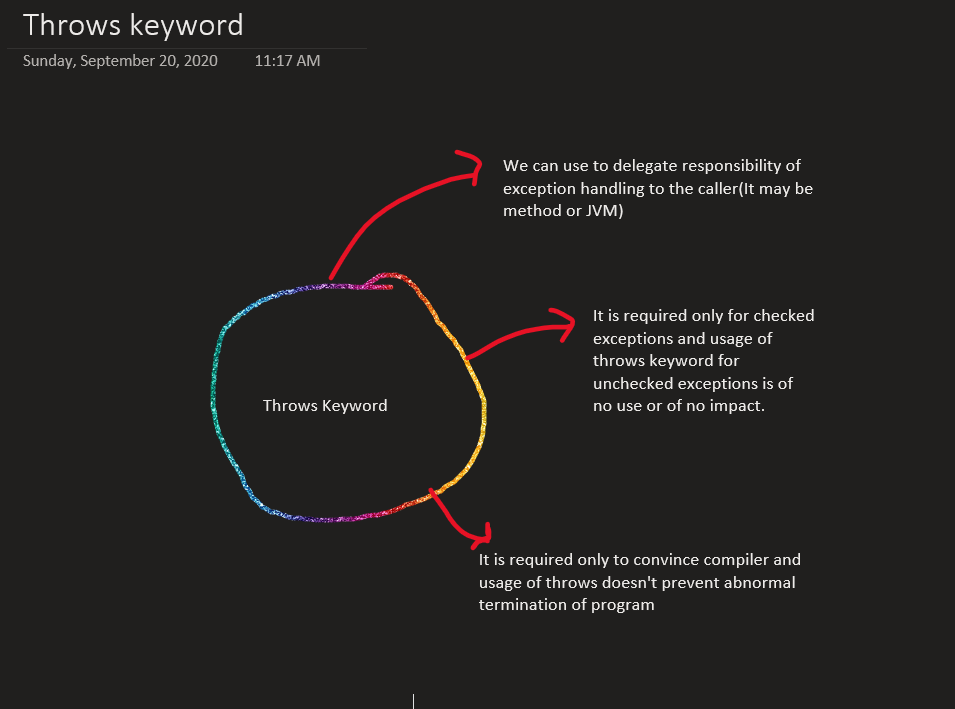 Throws keyword
Sunday, September 20, 2020 11:17 AM
We can use to delegate responsibility of
exception handling to the caller(It may be
method or JVM)
It is required only for checked
exceptions and usage of
throws keyword for
unchecked exceptions is of
no use or of no impact.
Throws Keyword
It is required only to convince compiler and
usage of throws doesn't prevent abnormal
termination of program